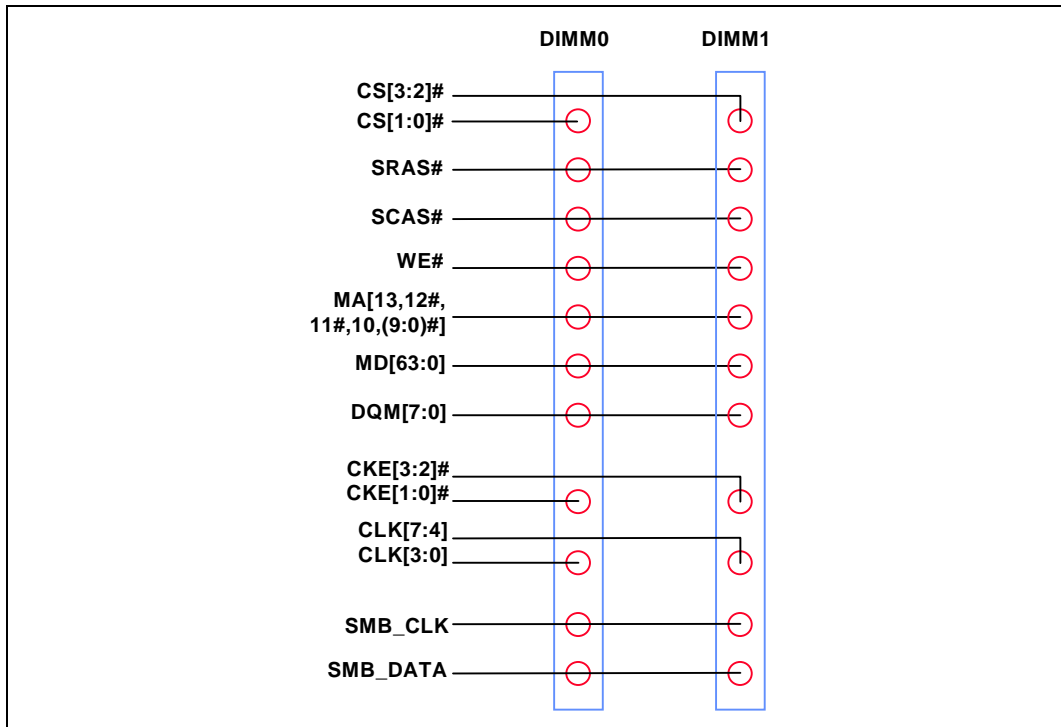 DIMM0 DIMM1
CS[3:2]#
CS[1:0]#
SRAS#
SCAS#
WE#
MA[13,12#,
11#,10,(9:0)#]
MD[63:0]
DQM[7:0]
CKE[3:2]#
CKE[1:0]#
CLK[7:4]
CLK[3:0]
SMB_CLK
SMB_DATA